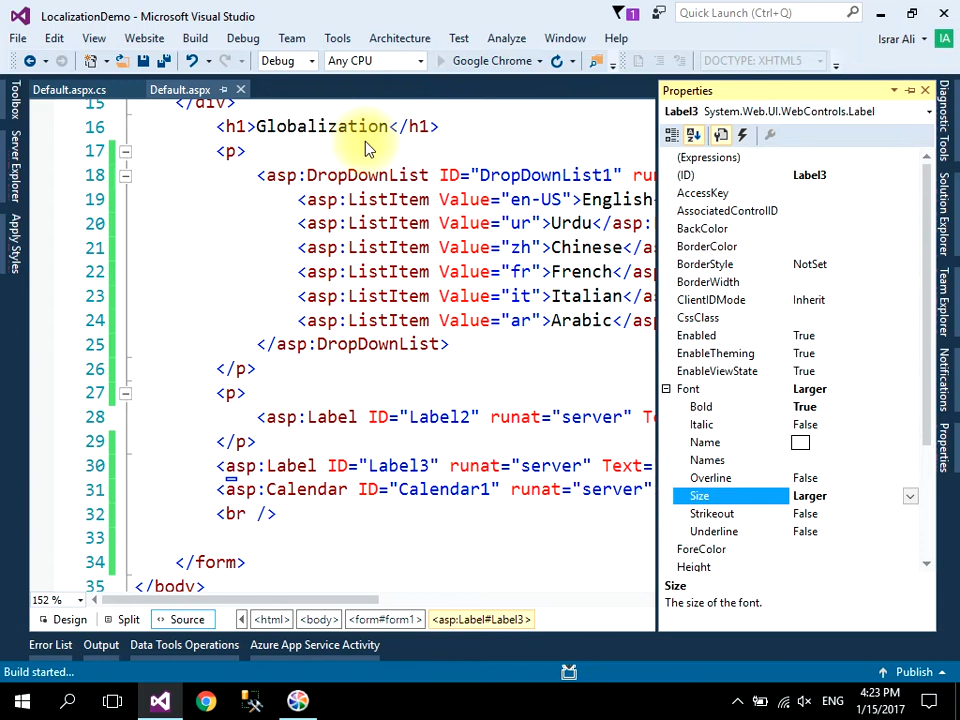 LocalizationDemo - Microsoft Visual Studio
1
Quick Launch (Ctrl+Q)
File Edit View Website Build Debug Team Tools Architecture Test Analyze Window Help
Israr Ali IA
Debug Any CPU Google Chrome DOCTYPE: XHTML5
Default.aspx.cs Default.aspx
Toolbox
Server Explorer
Apply Styles
15 </div>
16 <h1>Globalization</h1>
17 <p>
18 <asp:DropDownList ID="DropDownList1" run
19 <asp:ListItem Value="en-US">English
20 <asp:ListItem Value="ur">Urdu</asp:
21 <asp:ListItem Value="zh">Chinese</a
22 <asp:ListItem Value="fr">French</a
23 <asp:ListItem Value="it">Italian</a
24 <asp:ListItem Value="ar">Arabic</as
25 </asp:DropDownList>
26 </p>
27 <p>
28 <asp:Label ID="Label2" runat="server" Te
29 </p>
30 <asp:Label ID="Label3" runat="server" Text=
31 <asp:Calendar ID="Calendar1" runat="server"
32 <br />
33
34 </form>
35 </body>
152 %
Design Split Source <html> <body> <form#form1> <asp:Label#Label3>
Properties
Label3 System.Web.UI.WebControls.Label
(Expressions)
(ID) Label3
AccessKey
AssociatedControlID
BackColor
BorderColor
BorderStyle NotSet
BorderWidth
ClientIDMode Inherit
CssClass
Enabled True
EnableTheming True
EnableViewState True
Font Larger
Bold True
Italic False
Name
Names
Overline False
Size Larger
Strikeout False
Underline False
ForeColor
Height
Size
The size of the font.
Diagnostic Tools
Solution Explorer
Team Explorer
Notifications
Properties
Error List Output Data Tools Operations Azure App Service Activity
Build started... Publish
ENG
4:23 PM
1/15/2017